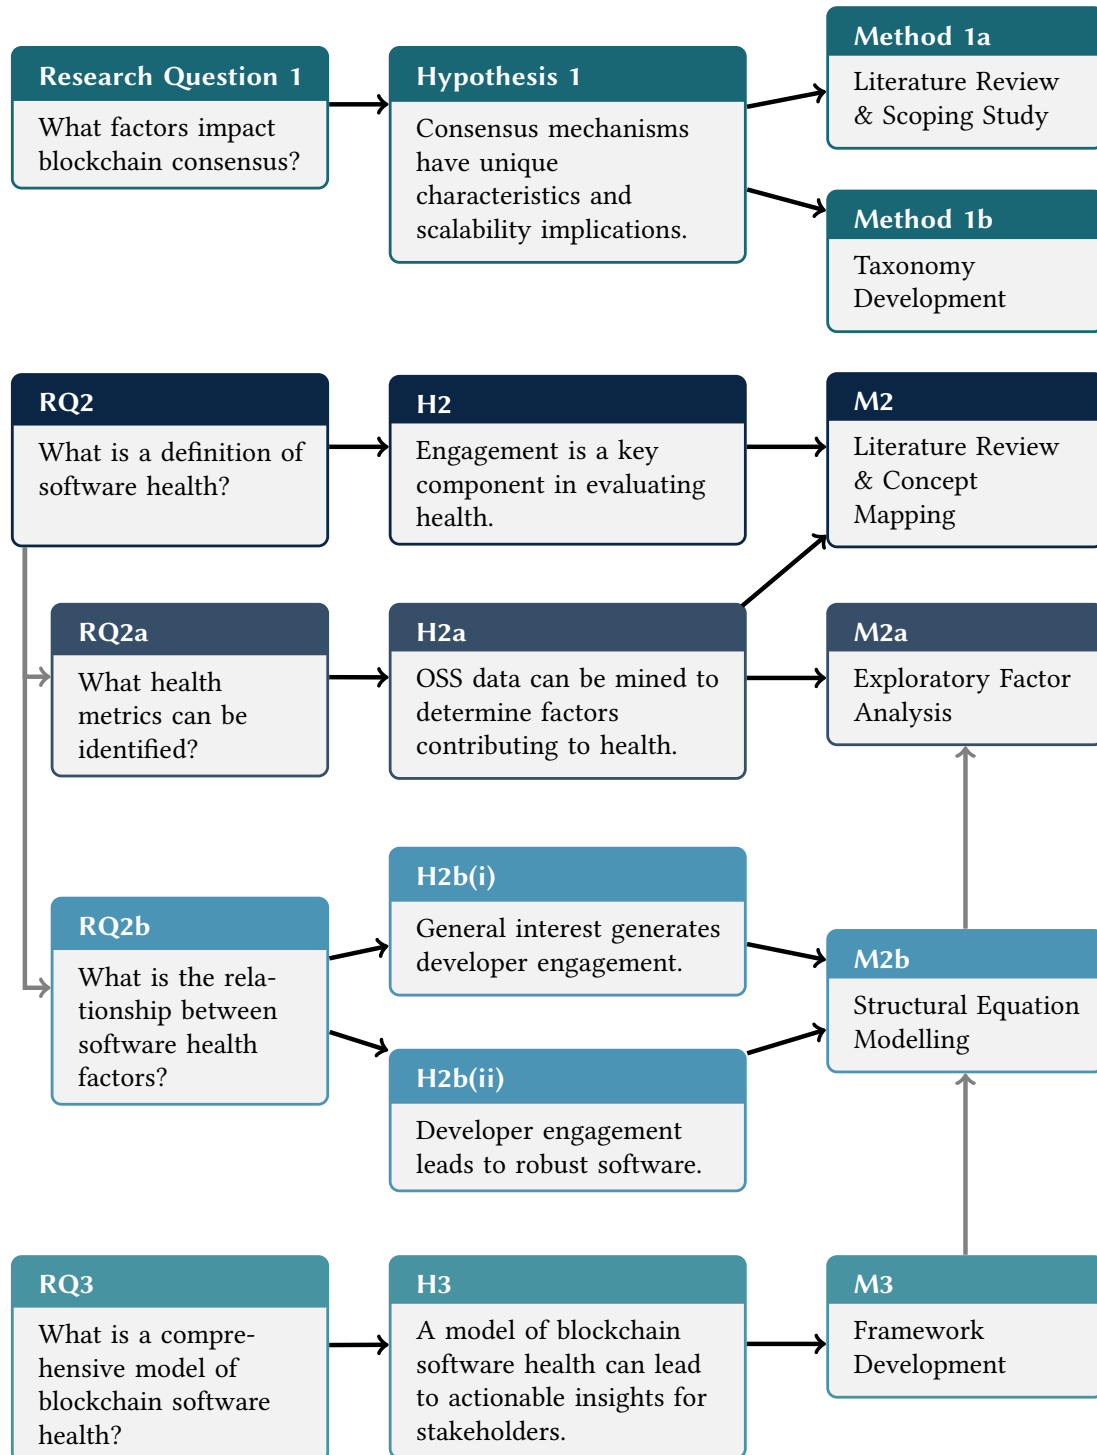 Research Question 1
What factors impact
blockchain consensus?
Hypothesis 1
Consensus mechanisms
have unique
characteristics and
scalability implications.
Method 1a
Literature Review
& Scoping Study
Method 1b
Taxonomy
Development
RQ2
What is a definition of
software health?
H2
Engagement is a key
component in evaluating
health.
M2
Literature Review
& Concept
Mapping
RQ2a
What health
metrics can be
identified?
H2a
OSS data can be mined to
determine factors
contributing to health.
M2a
Exploratory Factor
Analysis
RQ2b
What is the rela-
tionship between
software health
factors?
H2b(i)
General interest generates
developer engagement.
H2b(ii)
Developer engagement
leads to robust software.
M2b
Structural Equation
Modelling
RQ3
What is a compre-
hensive model of
blockchain software
health?
H3
A model of blockchain
software health can lead
to actionable insights for
stakeholders.
M3
Framework
Development